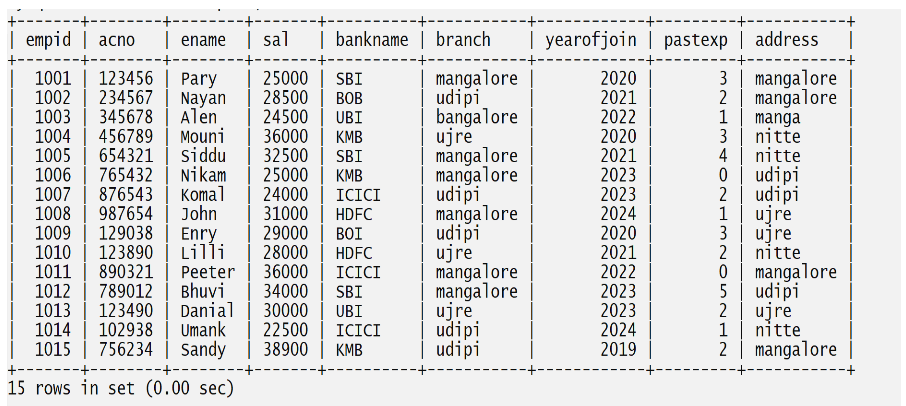 +-------+--------+--------+-------+----------+-----------+------------+---------+-----------+
| empid | acno   | ename  | sal   | bankname | branch    | yearofjoin | pastexp | address   |
+-------+--------+--------+-------+----------+-----------+------------+---------+-----------+
|  1001 | 123456 | Pary   | 25000 | SBI      | mangalore |       2020 |       3 | mangalore |
|  1002 | 234567 | Nayan  | 28500 | BOB      | udipi     |       2021 |       2 | mangalore |
|  1003 | 345678 | Alen   | 24500 | UBI      | bangalore |       2022 |       1 | manga     |
|  1004 | 456789 | Mouni  | 36000 | KMB      | ujre      |       2020 |       3 | nitte     |
|  1005 | 654321 | Siddu  | 32500 | SBI      | mangalore |       2021 |       4 | nitte     |
|  1006 | 765432 | Nikam  | 25000 | KMB      | mangalore |       2023 |       0 | udipi     |
|  1007 | 876543 | Komal  | 24000 | ICICI    | udipi     |       2023 |       2 | udipi     |
|  1008 | 987654 | John   | 31000 | HDFC     | mangalore |       2024 |       1 | ujre      |
|  1009 | 129038 | Enry   | 29000 | BOI      | udipi     |       2020 |       3 | ujre      |
|  1010 | 123890 | Lilli  | 28000 | HDFC     | ujre      |       2021 |       2 | nitte     |
|  1011 | 890321 | Peeter | 36000 | ICICI    | mangalore |       2022 |       0 | mangalore |
|  1012 | 789012 | Bhuvi  | 34000 | SBI      | mangalore |       2023 |       5 | udipi     |
|  1013 | 123490 | Danial | 30000 | UBI      | ujre      |       2023 |       2 | ujre      |
|  1014 | 102938 | Umank  | 22500 | ICICI    | udipi     |       2024 |       1 | nitte     |
|  1015 | 756234 | Sandy  | 38900 | KMB      | udipi     |       2019 |       2 | mangalore |
+-------+--------+--------+-------+----------+-----------+------------+---------+-----------+
15 rows in set (0.00 sec)